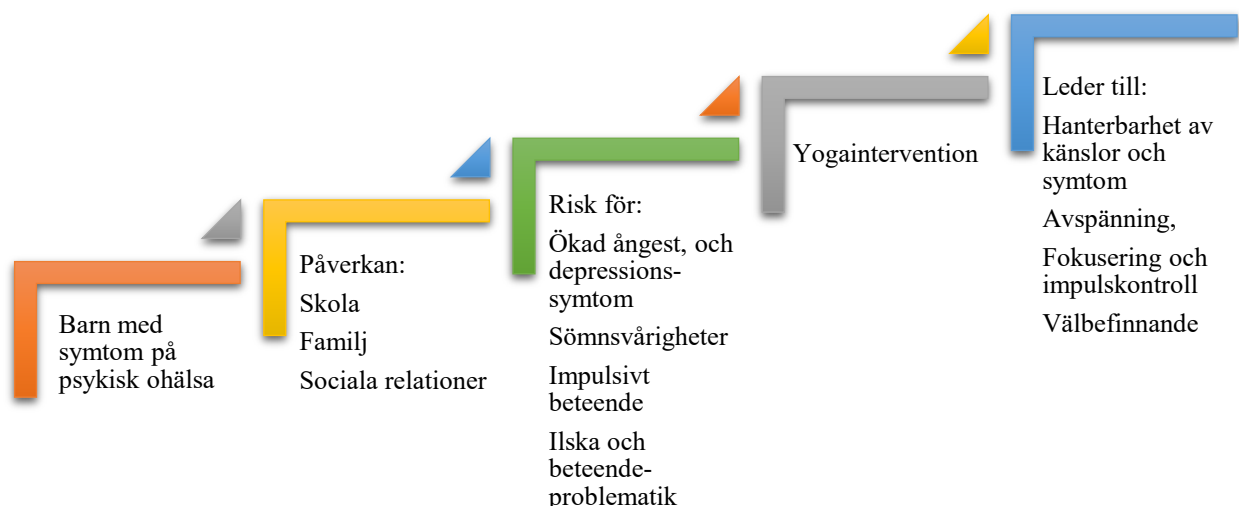 Barn med
symtom på
psykisk ohälsa
Påverkan:
Skola
Familj
Sociala relationer
Risk för:
Ökad ångest, och
depressions-
symtom
Sömnsvårigheter
Impulsivt
beteende
Ilska och
beteende-
problematik
Yogaintervention
Leder till:
Hanterbarhet av
känslor och
symtom
Avspänning,
Fokusering och
impulskontroll
Välbefinnande